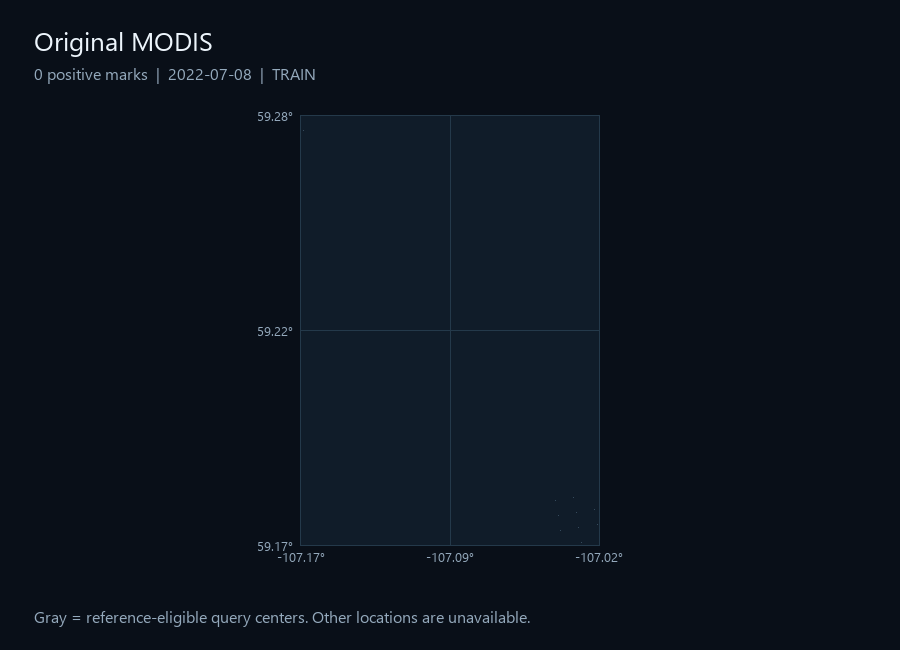 Original MODIS
0 positive marks | 2022-07-08 | TRAIN
59.28°
59.22°
59.17°
-107.17°
-107.09°
-107.02°
Gray = reference-eligible query centers. Other locations are unavailable.